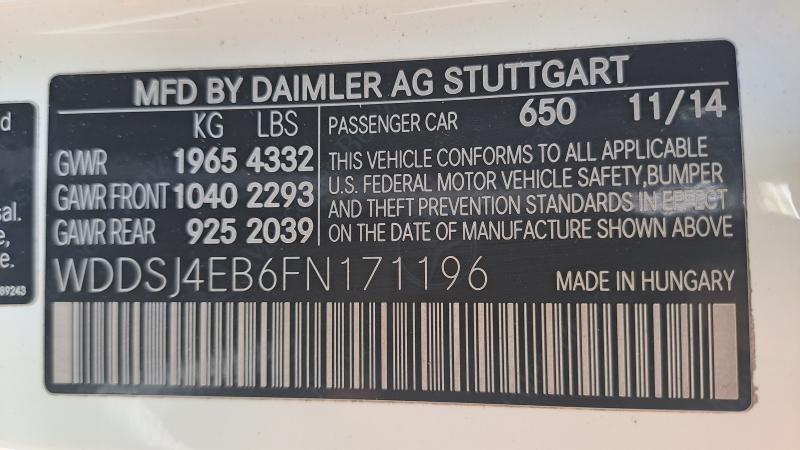 MFD BY DAIMLER AG STUTTGART
KG LBS
GVWR 1965 4332
GAWR FRONT 1040 2293
GAWR REAR 925 2039
PASSENGER CAR 650 11/14
THIS VEHICLE CONFORMS TO ALL APPLICABLE
U.S. FEDERAL MOTOR VEHICLE SAFETY,BUMPER
AND THEFT PREVENTION STANDARDS IN EFFECT
ON THE DATE OF MANUFACTURE SHOWN ABOVE
WDDSJ4EB6FN171196 MADE IN HUNGARY
d
sal.
e,
e.
89243